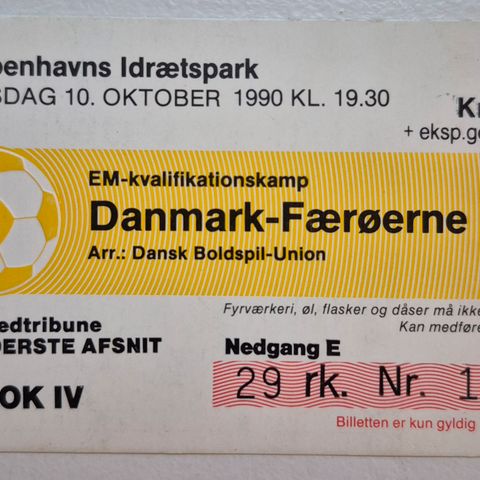 benhavns Idrætspark
SDAG 10. OKTOBER 1990 KL. 19.30
Kr
+ eksp.ge
EM-kvalifikationskamp
Danmark-Færøerne
Arr.: Dansk Boldspil-Union
Fyrværkeri, øl, flasker og dåser må ikke
Kan medføre
edtribune
DERSTE AFSNIT
Nedgang E
OK IV
29 rk. Nr. 1
Billetten er kun gyldig